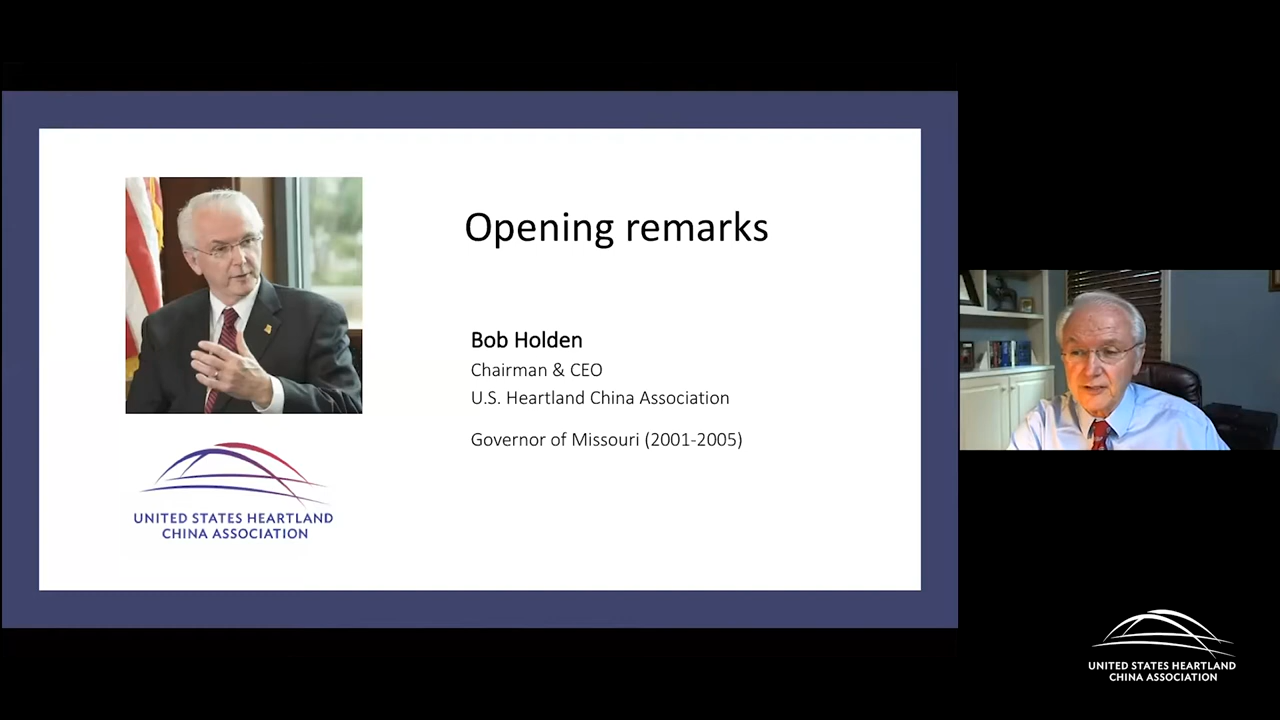 Opening remarks
Bob Holden
Chairman & CEO
U.S. Heartland China Association
Governor of Missouri (2001-2005)
UNITED STATES HEARTLAND
CHINA ASSOCIATION
UNITED STATES HEARTLAND
CHINA ASSOCIATION